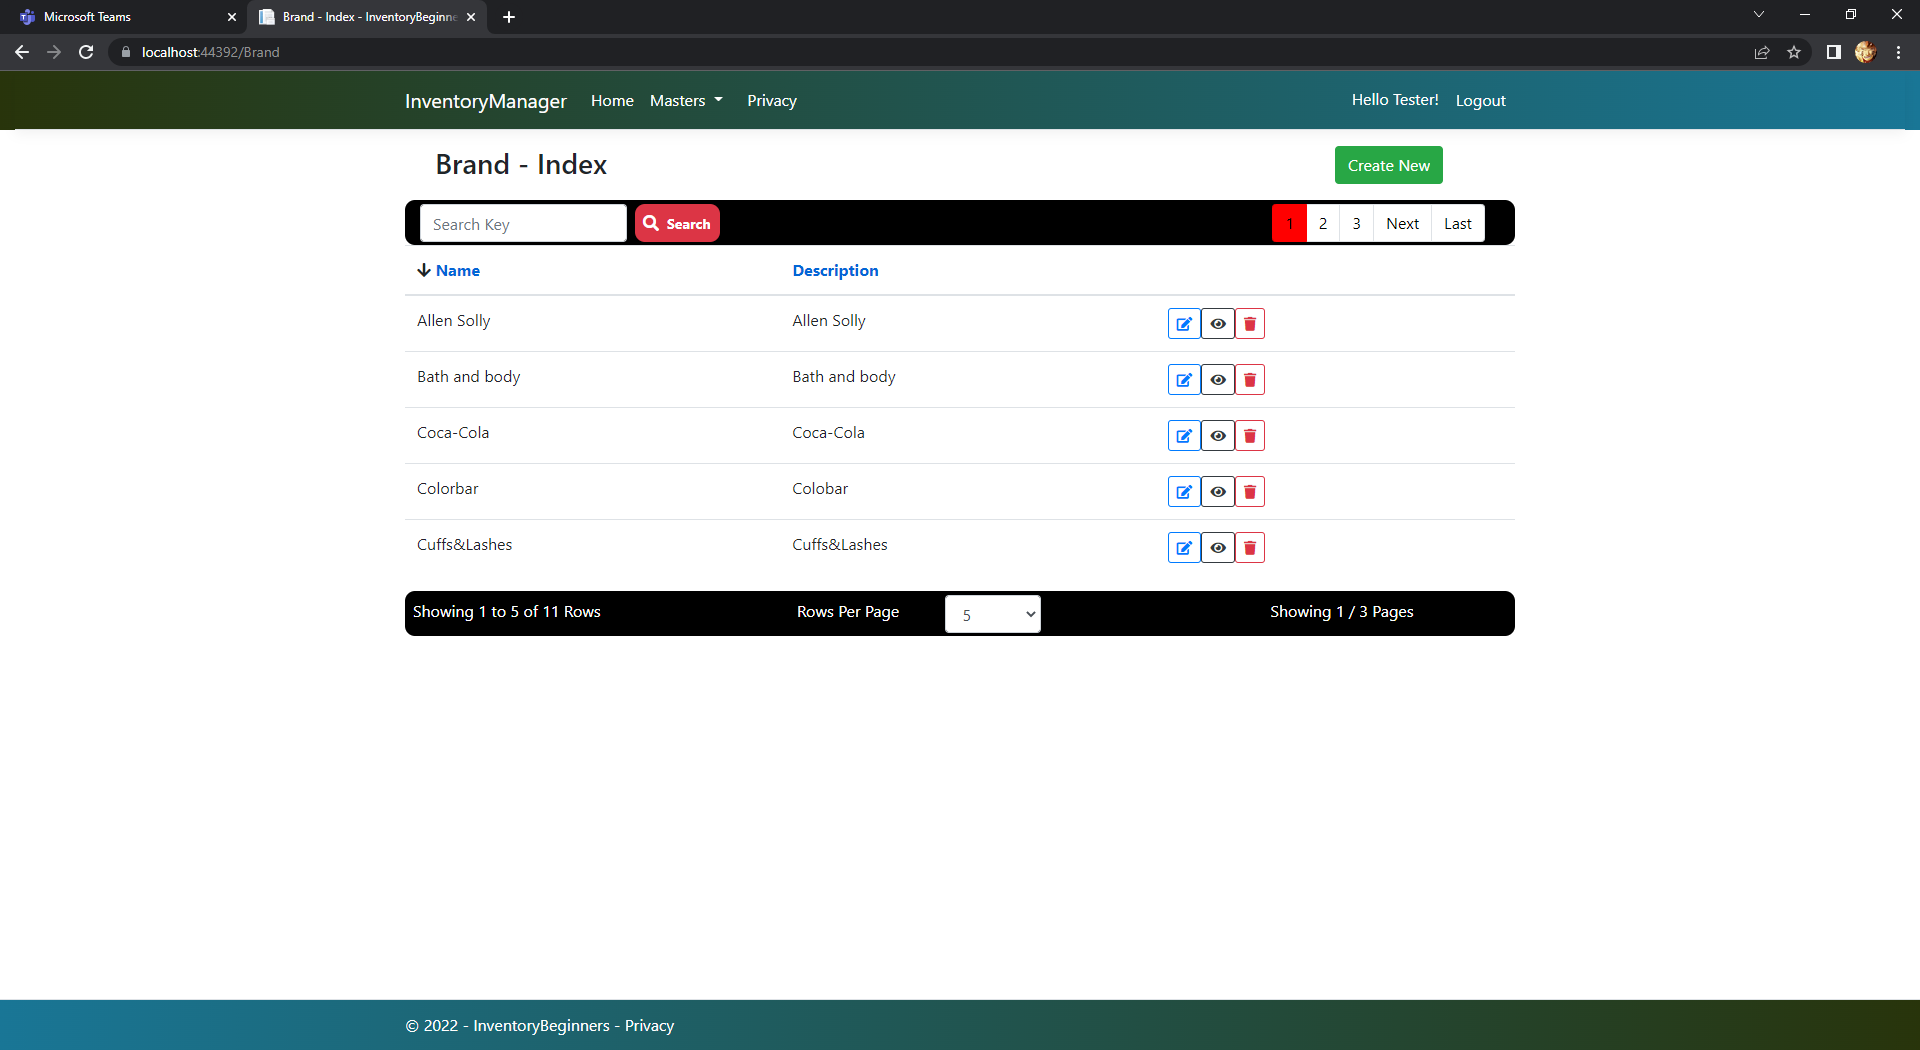 Microsoft Teams
Brand - Index - InventoryBeginne
localhost:44392/Brand
InventoryManager Home Masters Privacy Hello Tester! Logout
Brand - Index Create New
Search Key Search 1 2 3 Next Last
Name Description
Allen Solly Allen Solly
Bath and body Bath and body
Coca-Cola Coca-Cola
Colorbar Colobar
Cuffs&Lashes Cuffs&Lashes
Showing 1 to 5 of 11 Rows Rows Per Page 5 Showing 1 / 3 Pages
© 2022 - InventoryBeginners - Privacy